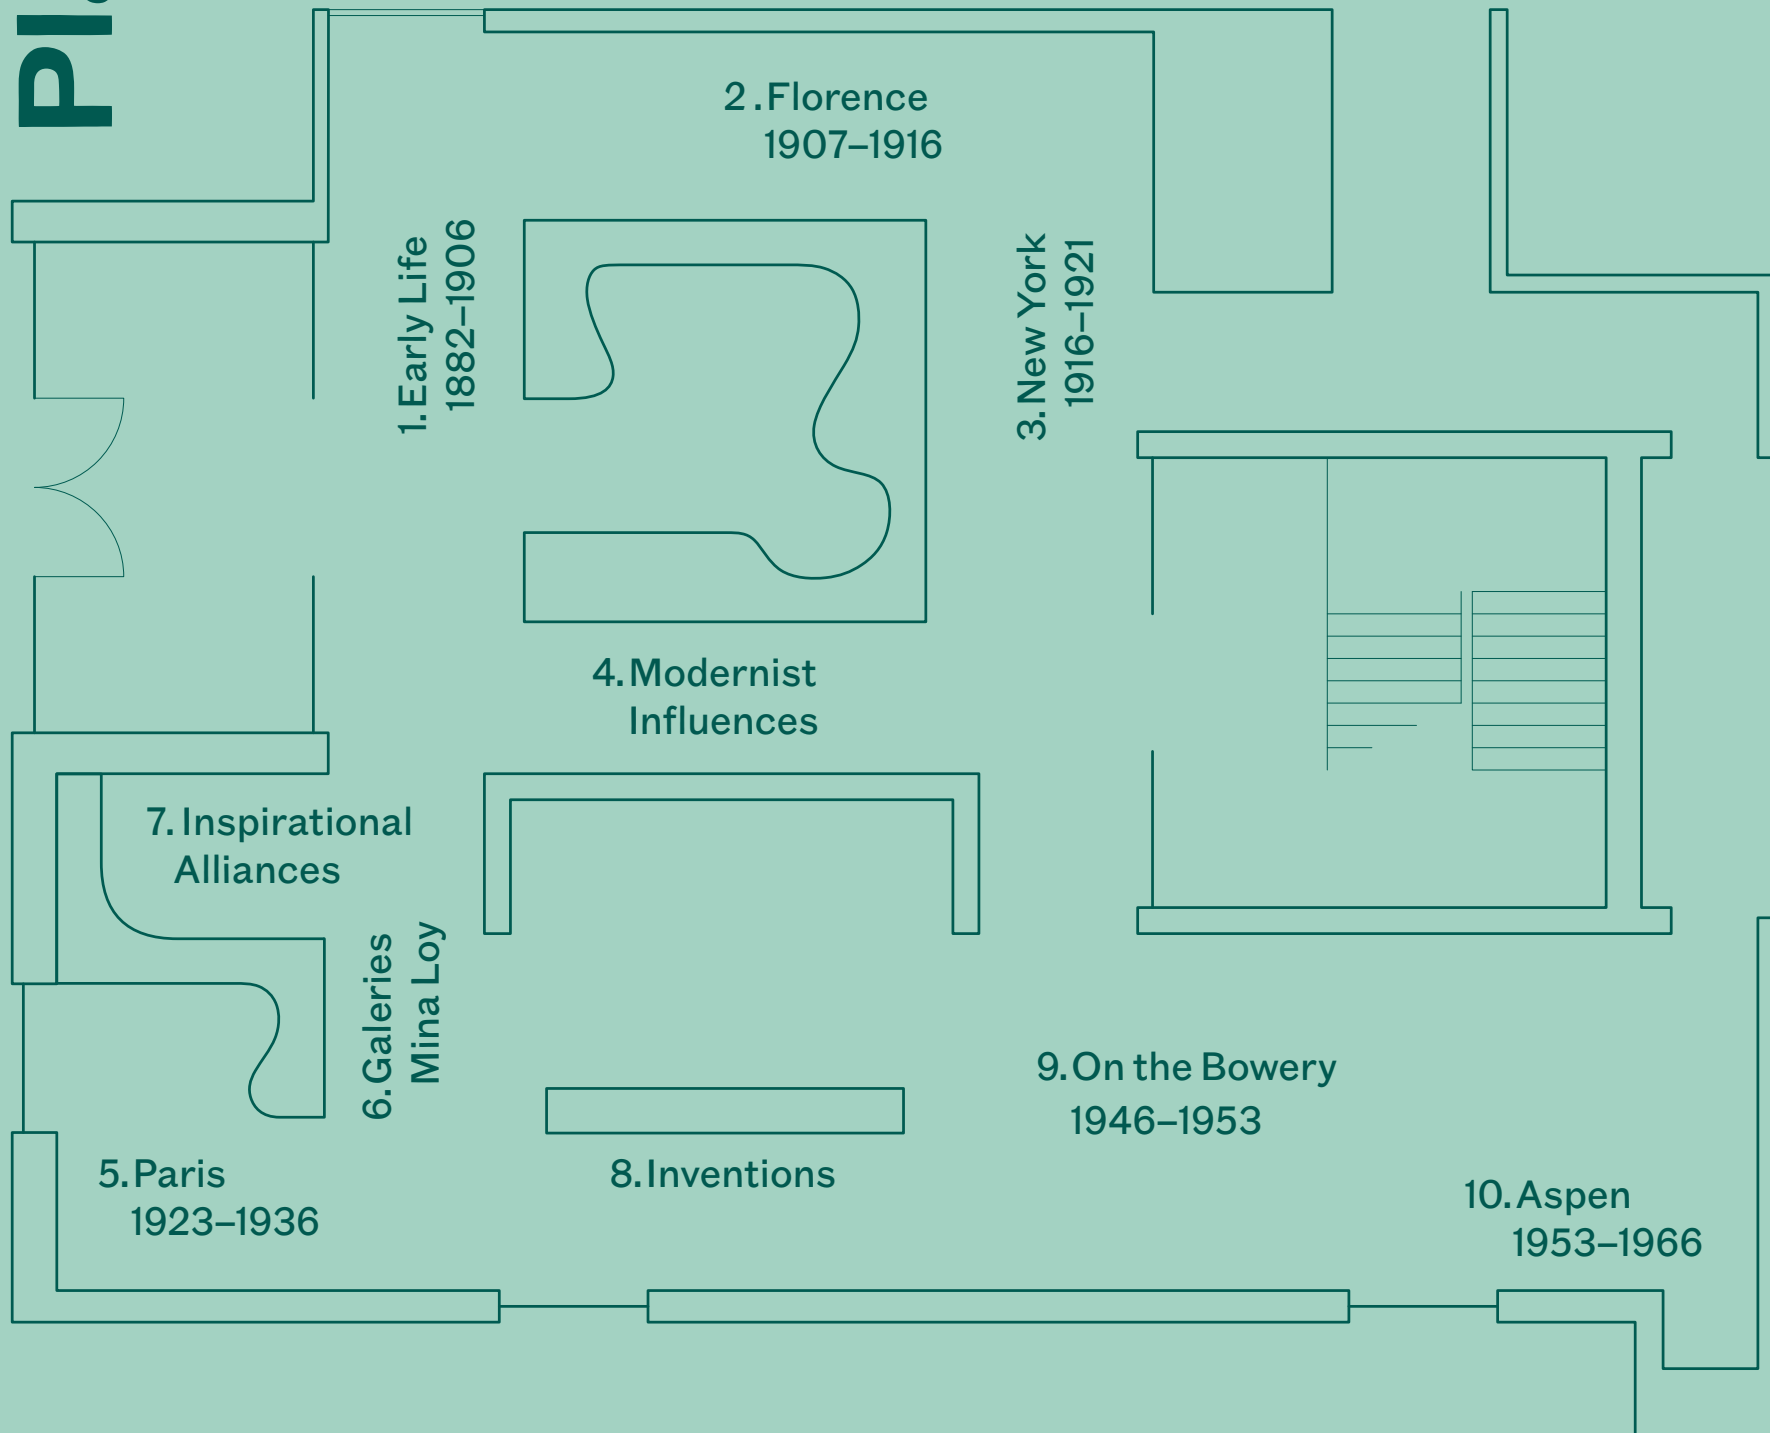 2.Florence
1907–1916
1.Early Life
1882–1906
3.New York
1916–1921
4.Modernist
Influences
7.Inspirational
Alliances
6.Galeries
Mina Loy
5.Paris
1923–1936
8.Inventions
9.On the Bowery
1946–1953
10.Aspen
1953–1966